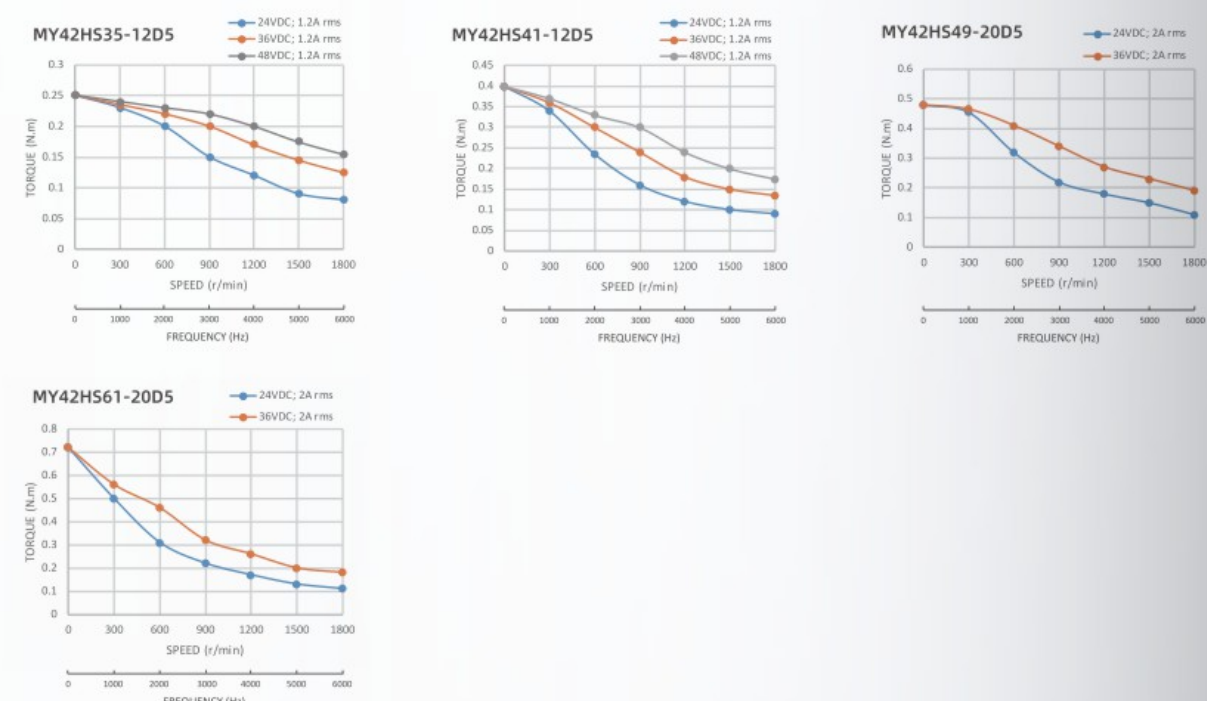 MY42HS35-12D5
24VDC; 1.2A rms
36VDC; 1.2A rms
48VDC; 1.2A rms
0.3
0.25
0.2
0.15
0.1
0.05
0
TORQUE (N.m)
0 300 600 900 1200 1500 1800
SPEED (r/min)
0 1000 2000 3000 4000 5000 6000
FREQUENCY (Hz)
MY42HS41-12D5
24VDC; 1.2A rms
36VDC; 1.2A rms
48VDC; 1.2A rms
0.45
0.4
0.35
0.3
0.25
0.2
0.15
0.1
0.05
0
TORQUE (N.m)
0 300 600 900 1200 1500 1800
SPEED (r/min)
0 1000 2000 3000 4000 5000 6000
FREQUENCY (Hz)
MY42HS49-20D5
24VDC; 2A rms
36VDC; 2A rms
0.6
0.5
0.4
0.3
0.2
0.1
0
TORQUE (N.m)
0 300 600 900 1200 1500 1800
SPEED (r/min)
0 1000 2000 3000 4000 5000 6000
FREQUENCY (Hz)
MY42HS61-20D5
24VDC; 2A rms
36VDC; 2A rms
0.8
0.7
0.6
0.5
0.4
0.3
0.2
0.1
0
TORQUE (N.m)
0 300 600 900 1200 1500 1800
SPEED (r/min)
0 1000 2000 3000 4000 5000 6000
FREQUENCY (Hz)